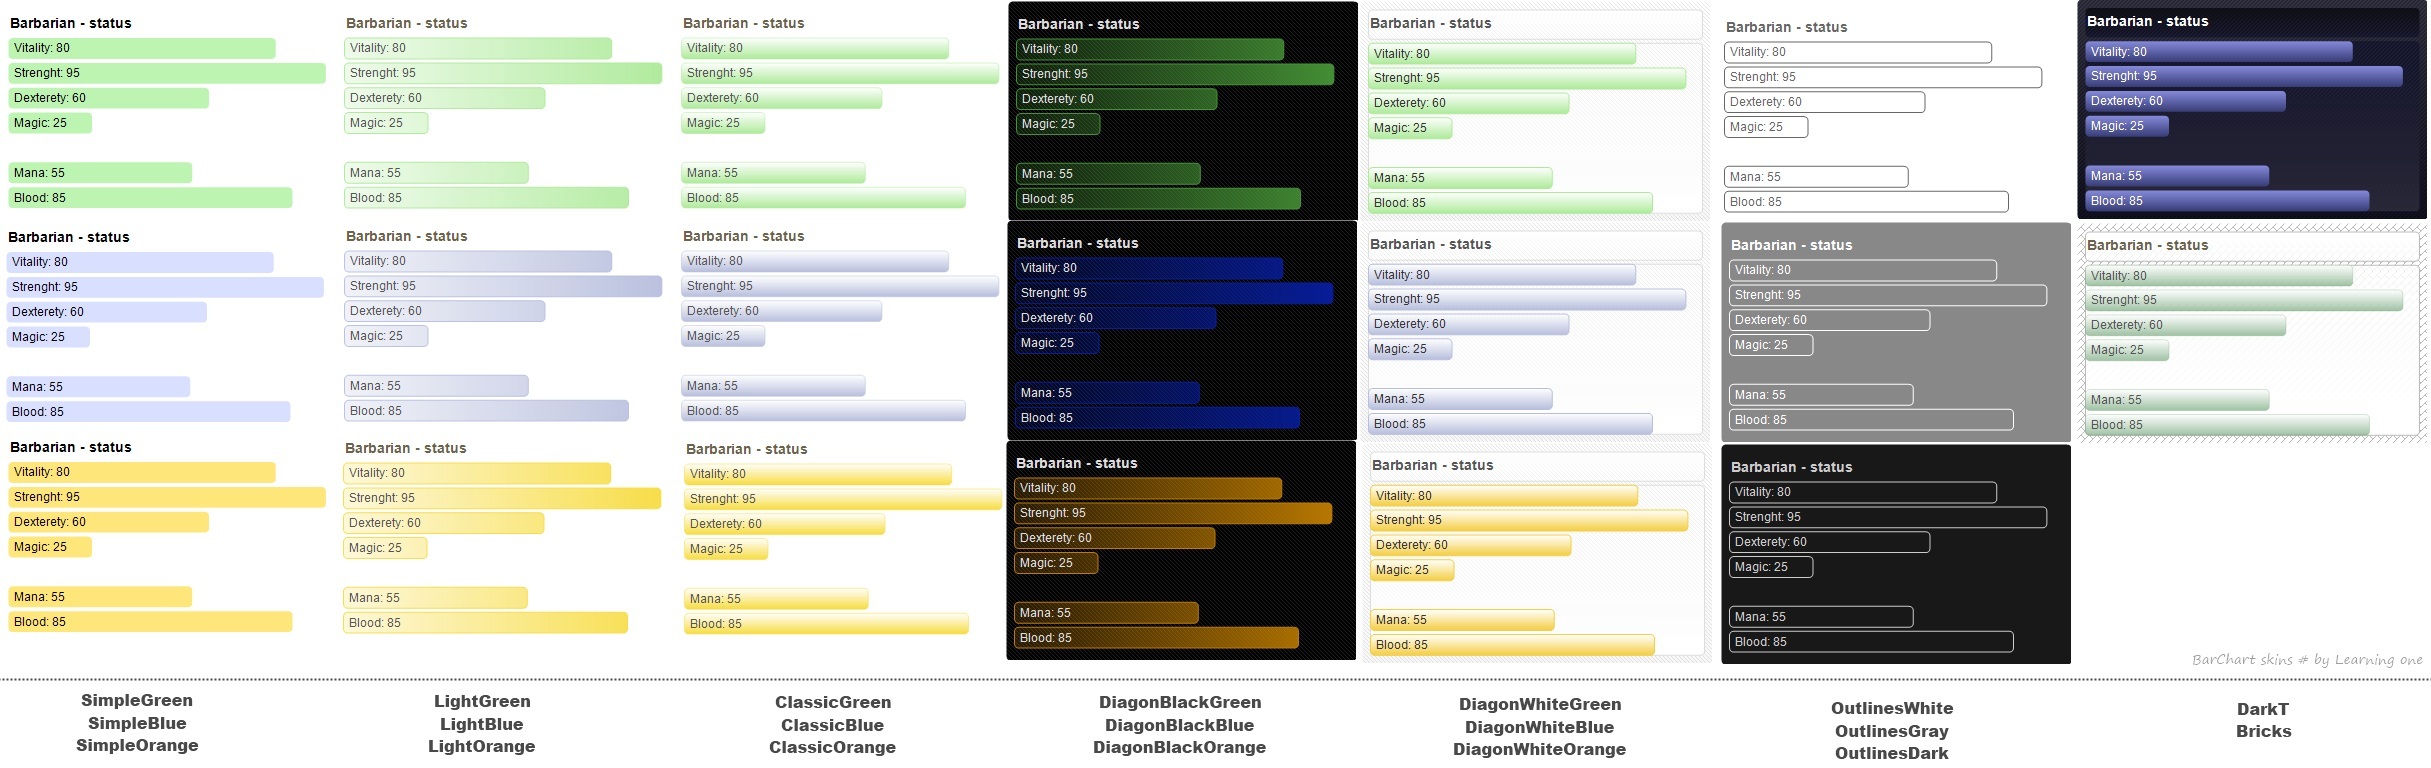 Barbarian - status
Vitality: 80
Strenght: 95
Dexterety: 60
Magic: 25
Mana: 55
Blood: 85
Barbarian - status
Vitality: 80
Strenght: 95
Dexterety: 60
Magic: 25
Mana: 55
Blood: 85
Barbarian - status
Vitality: 80
Strenght: 95
Dexterety: 60
Magic: 25
Mana: 55
Blood: 85
SimpleGreen
SimpleBlue
SimpleOrange
Barbarian - status
Vitality: 80
Strenght: 95
Dexterety: 60
Magic: 25
Mana: 55
Blood: 85
Barbarian - status
Vitality: 80
Strenght: 95
Dexterety: 60
Magic: 25
Mana: 55
Blood: 85
Barbarian - status
Vitality: 80
Strenght: 95
Dexterety: 60
Magic: 25
Mana: 55
Blood: 85
LightGreen
LightBlue
LightOrange
Barbarian - status
Vitality: 80
Strenght: 95
Dexterety: 60
Magic: 25
Mana: 55
Blood: 85
Barbarian - status
Vitality: 80
Strenght: 95
Dexterety: 60
Magic: 25
Mana: 55
Blood: 85
Barbarian - status
Vitality: 80
Strenght: 95
Dexterety: 60
Magic: 25
Mana: 55
Blood: 85
ClassicGreen
ClassicBlue
ClassicOrange
Barbarian - status
Vitality: 80
Strenght: 95
Dexterety: 60
Magic: 25
Mana: 55
Blood: 85
Barbarian - status
Vitality: 80
Strenght: 95
Dexterety: 60
Magic: 25
Mana: 55
Blood: 85
Barbarian - status
Vitality: 80
Strenght: 95
Dexterety: 60
Magic: 25
Mana: 55
Blood: 85
DiagonBlackGreen
DiagonBlackBlue
DiagonBlackOrange
Barbarian - status
Vitality: 80
Strenght: 95
Dexterety: 60
Magic: 25
Mana: 55
Blood: 85
Barbarian - status
Vitality: 80
Strenght: 95
Dexterety: 60
Magic: 25
Mana: 55
Blood: 85
Barbarian - status
Vitality: 80
Strenght: 95
Dexterety: 60
Magic: 25
Mana: 55
Blood: 85
DiagonWhiteGreen
DiagonWhiteBlue
DiagonWhiteOrange
Barbarian - status
Vitality: 80
Strenght: 95
Dexterety: 60
Magic: 25
Mana: 55
Blood: 85
Barbarian - status
Vitality: 80
Strenght: 95
Dexterety: 60
Magic: 25
Mana: 55
Blood: 85
Barbarian - status
Vitality: 80
Strenght: 95
Dexterety: 60
Magic: 25
Mana: 55
Blood: 85
OutlinesWhite
OutlinesGray
OutlinesDark
Barbarian - status
Vitality: 80
Strenght: 95
Dexterety: 60
Magic: 25
Mana: 55
Blood: 85
Barbarian - status
Vitality: 80
Strenght: 95
Dexterety: 60
Magic: 25
Mana: 55
Blood: 85
BarChart skins # by Learning one
DarkT
Bricks